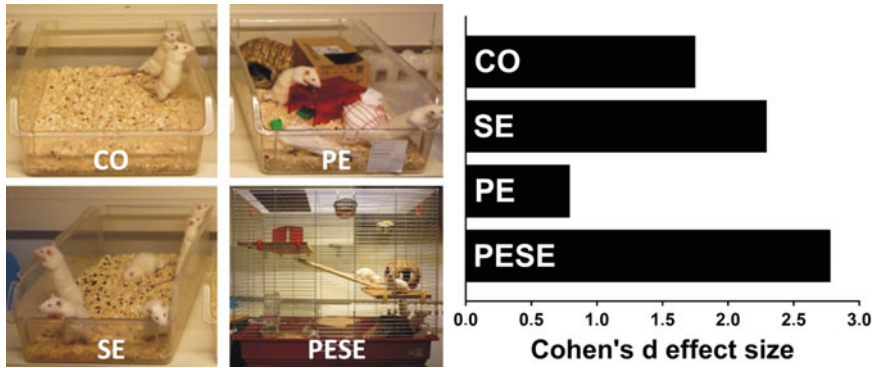 CO
PE
SE
PESE
CO
SE
PE
PESE
0.0 0.5 1.0 1.5 2.0 2.5 3.0
Cohen's d effect size